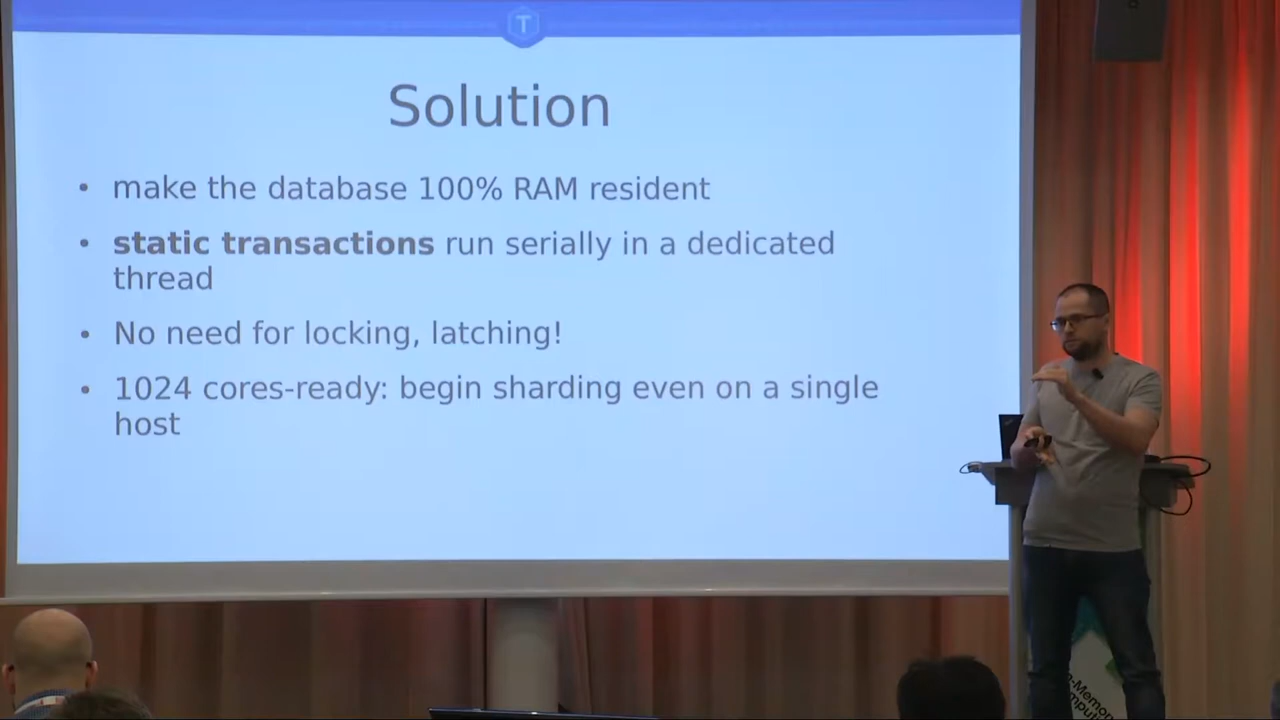 T
Solution
• make the database 100% RAM resident
• static transactions run serially in a dedicated
thread
• No need for locking, latching!
• 1024 cores-ready: begin sharding even on a single
host